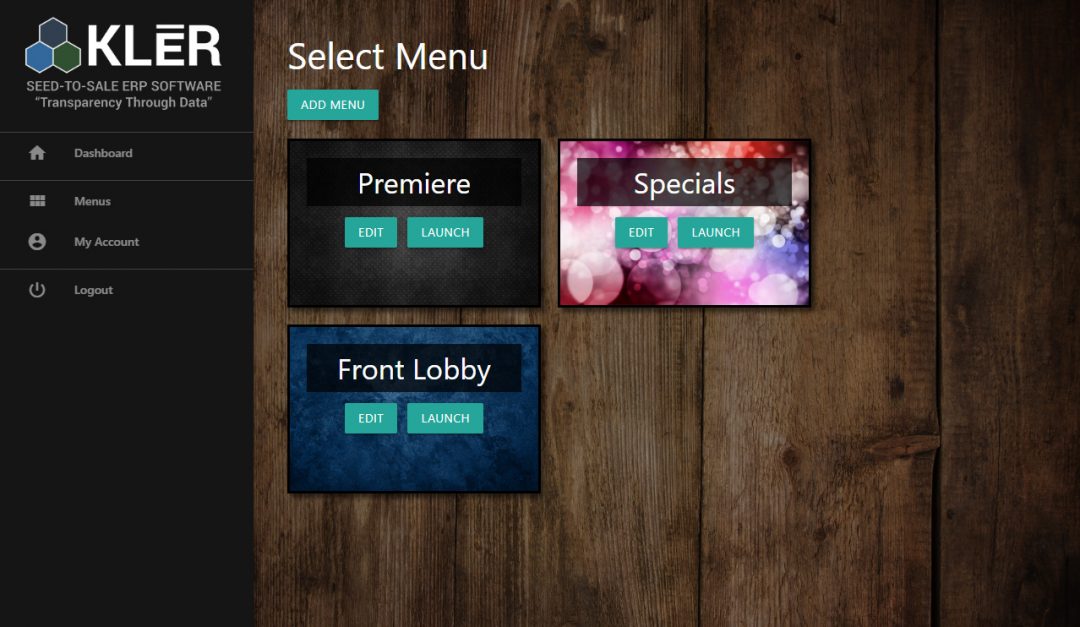 KLĒR
SEED-TO-SALE ERP SOFTWARE
“Transparency Through Data”
Dashboard
Menus
My Account
Logout
Select Menu
ADD MENU
Premiere
EDIT LAUNCH
Specials
EDIT LAUNCH
Front Lobby
EDIT LAUNCH